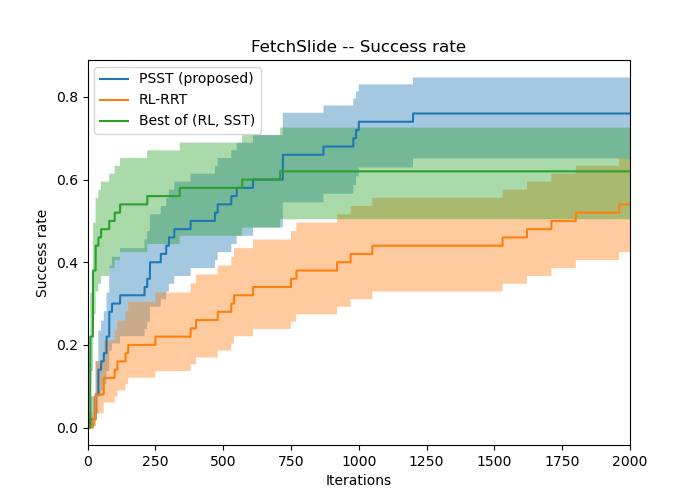 FetchSlide -- Success rate
PSST (proposed)
RL-RRT
Best of (RL, SST)
Success rate
0.8
0.6
0.4
0.2
0.0
0 250 500 750 1000 1250 1500 1750 2000
Iterations